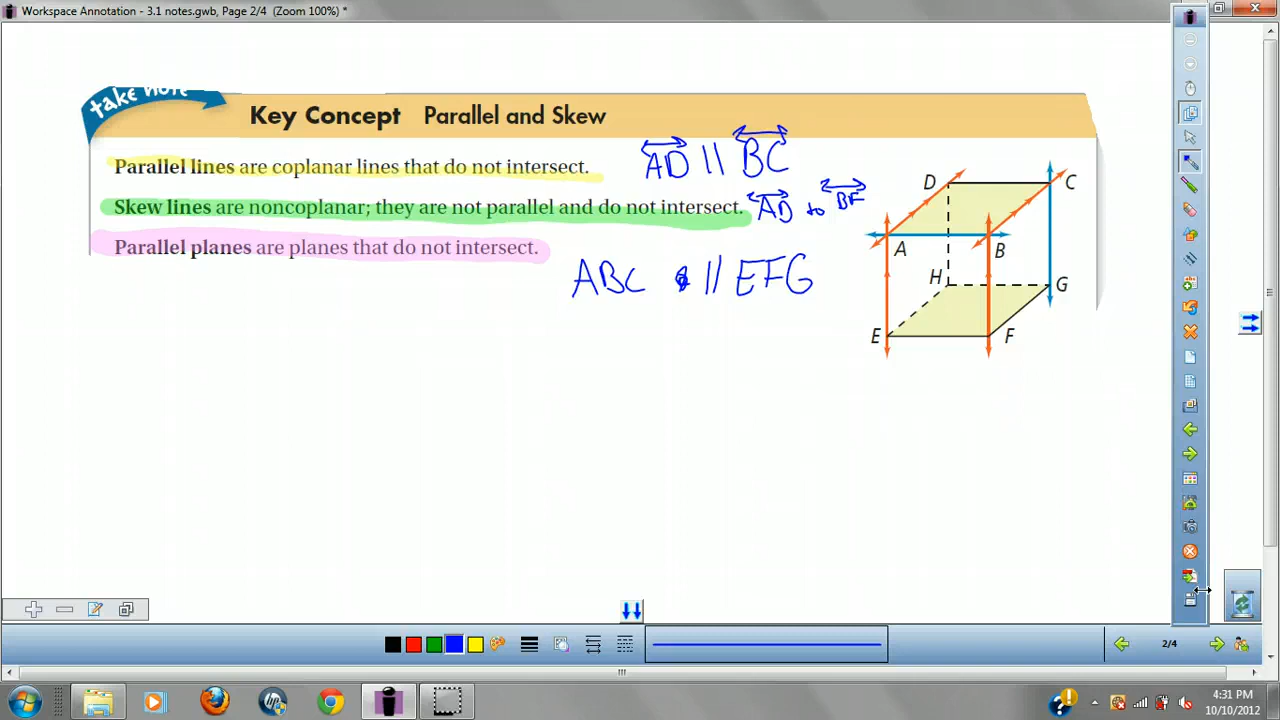 Workspace Annotation - 3.1 notes.gwb, Page 2/4 (Zoom 100%) *
take note
Key Concept Parallel and Skew
Parallel lines are coplanar lines that do not intersect. AD || BC
Skew lines are noncoplanar; they are not parallel and do not intersect. AD to BF
Parallel planes are planes that do not intersect.
ABC || EFG
D C
A B
H G
E F
2/4
4:31 PM
10/10/2012